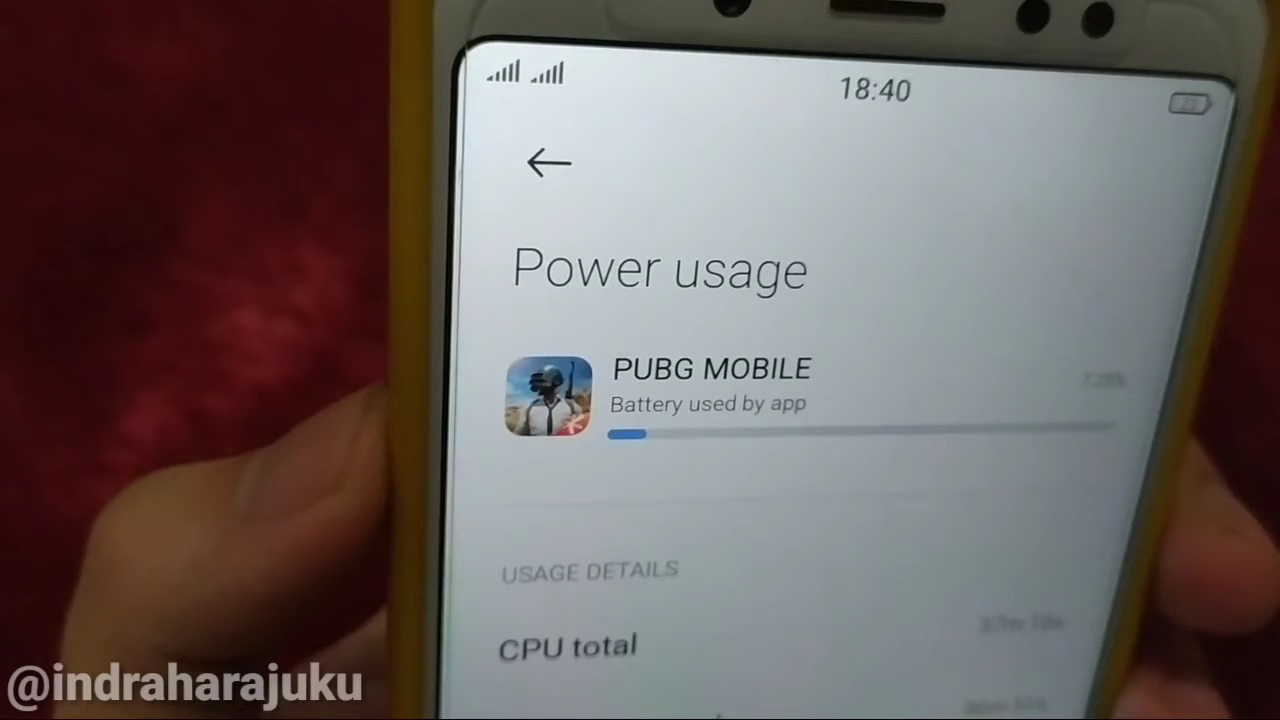 18:40
Power usage
PUBG MOBILE
Battery used by app
USAGE DETAILS
CPU total
@indraharajuku